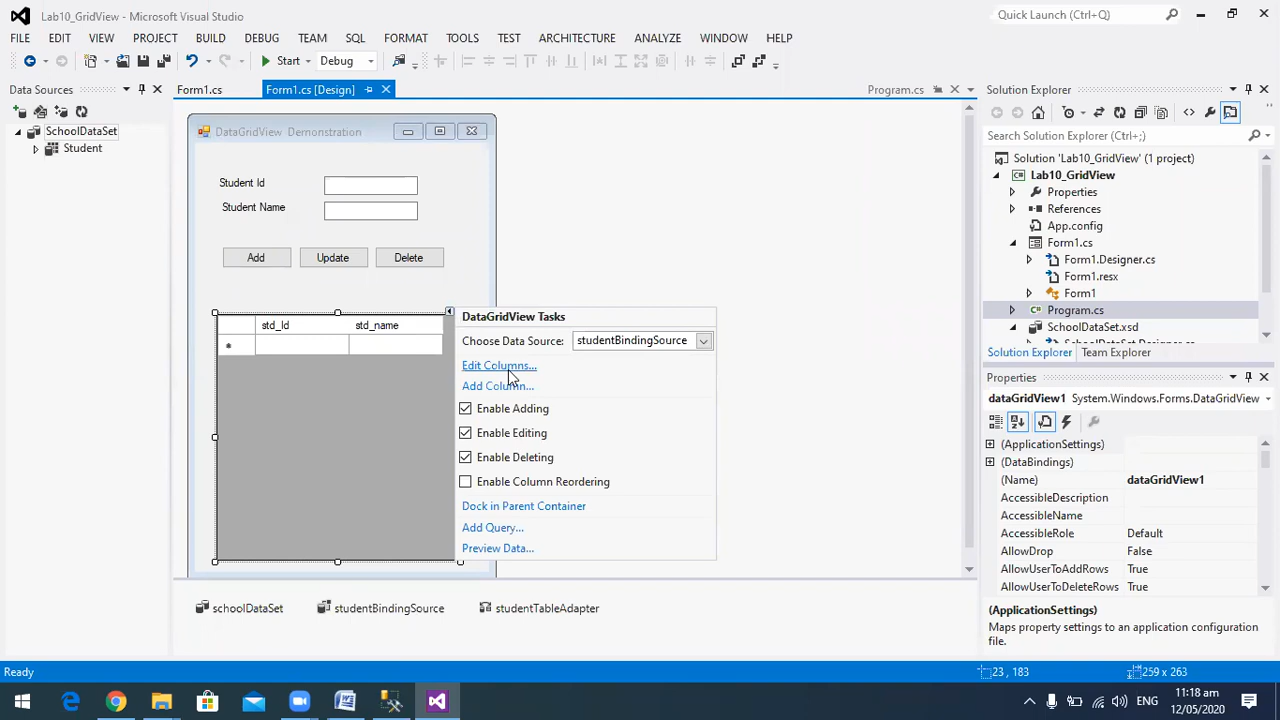 Lab10_GridView - Microsoft Visual Studio
Quick Launch (Ctrl+Q)
FILE EDIT VIEW PROJECT BUILD DEBUG TEAM SQL FORMAT TOOLS TEST ARCHITECTURE ANALYZE WINDOW HELP
Start Debug
Data Sources
SchoolDataSet
Student
Form1.cs Form1.cs [Design] Program.cs
DataGridView Demonstration
Student Id
Student Name
Add Update Delete
std_Id std_name
*
DataGridView Tasks
Choose Data Source: studentBindingSource
Edit Columns...
Add Column...
Enable Adding
Enable Editing
Enable Deleting
Enable Column Reordering
Dock in Parent Container
Add Query...
Preview Data...
schoolDataSet studentBindingSource studentTableAdapter
Solution Explorer
Search Solution Explorer (Ctrl+;)
Solution 'Lab10_GridView' (1 project)
Lab10_GridView
Properties
References
App.config
Form1.cs
Form1.Designer.cs
Form1.resx
Form1
Program.cs
SchoolDataSet.xsd
SchoolDataSet.Designer.cs
Solution Explorer Team Explorer
Properties
dataGridView1 System.Windows.Forms.DataGridView
(ApplicationSettings)
(DataBindings)
(Name) dataGridView1
AccessibleDescription
AccessibleName
AccessibleRole Default
AllowDrop False
AllowUserToAddRows True
AllowUserToDeleteRows True
(ApplicationSettings)
Maps property settings to an application configuration
file.
Ready
23, 183
259 x 263
ENG
11:18 am
12/05/2020